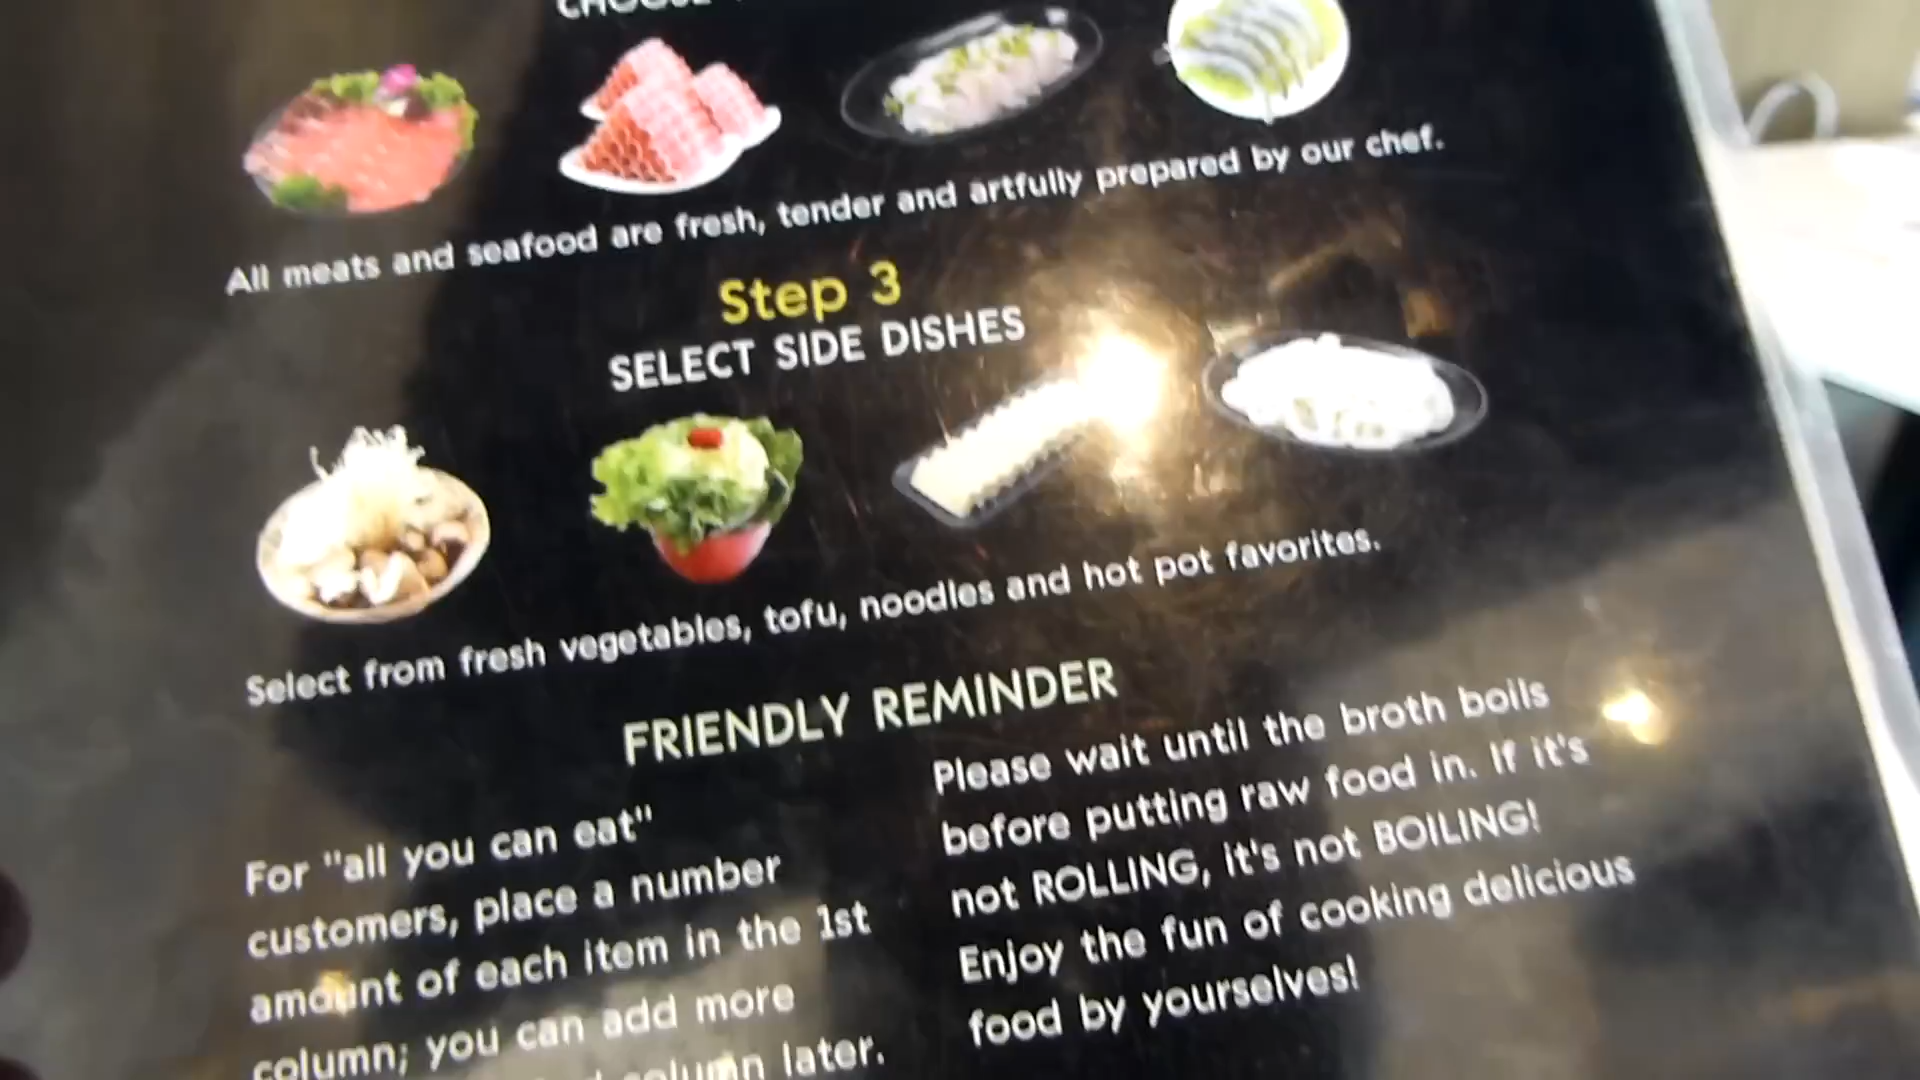 CHOOSE
All meats and seafood are fresh, tender and artfully prepared by our chef.
Step 3
SELECT SIDE DISHES
Select from fresh vegetables, tofu, noodles and hot pot favorites.
FRIENDLY REMINDER
For "all you can eat"
customers, place a number
amount of each item in the 1st
column; you can add more
column later.
Please wait until the broth boils
before putting raw food in. If it's
not ROLLING, it's not BOILING!
Enjoy the fun of cooking delicious
food by yourselves!